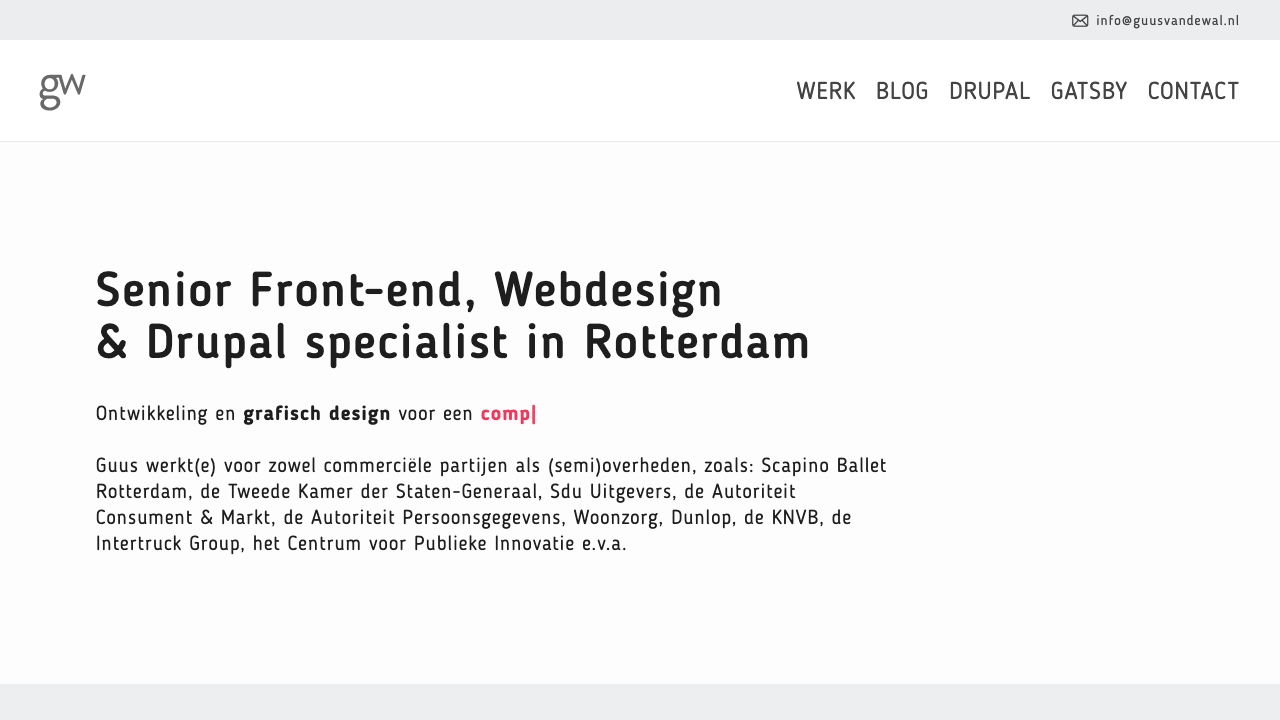 info@guusvandewal.nl
gw
WERK BLOG DRUPAL GATSBY CONTACT
Senior Front-end, Webdesign
& Drupal specialist in Rotterdam
Ontwikkeling en grafisch design voor een comp|
Guus werkt(e) voor zowel commerciële partijen als (semi)overheden, zoals: Scapino Ballet
Rotterdam, de Tweede Kamer der Staten-Generaal, Sdu Uitgevers, de Autoriteit
Consument & Markt, de Autoriteit Persoonsgegevens, Woonzorg, Dunlop, de KNVB, de
Intertruck Group, het Centrum voor Publieke Innovatie e.v.a.